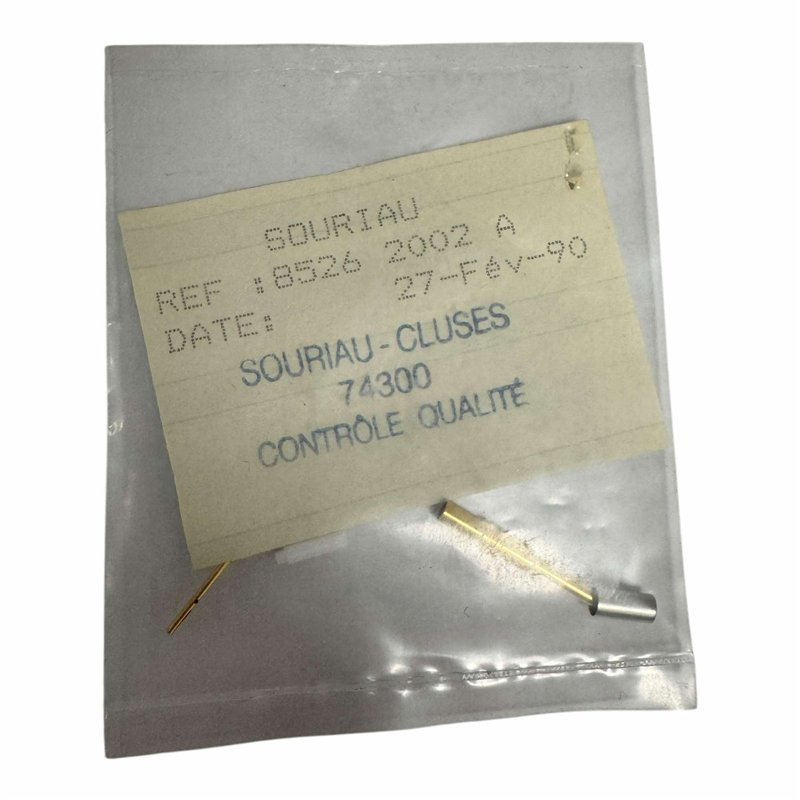 SOURIAU
REF :8526 2002 A
DATE: 27-Fév-90
SOURIAU-CLUSES
74300
CONTRÔLE QUALITÉ